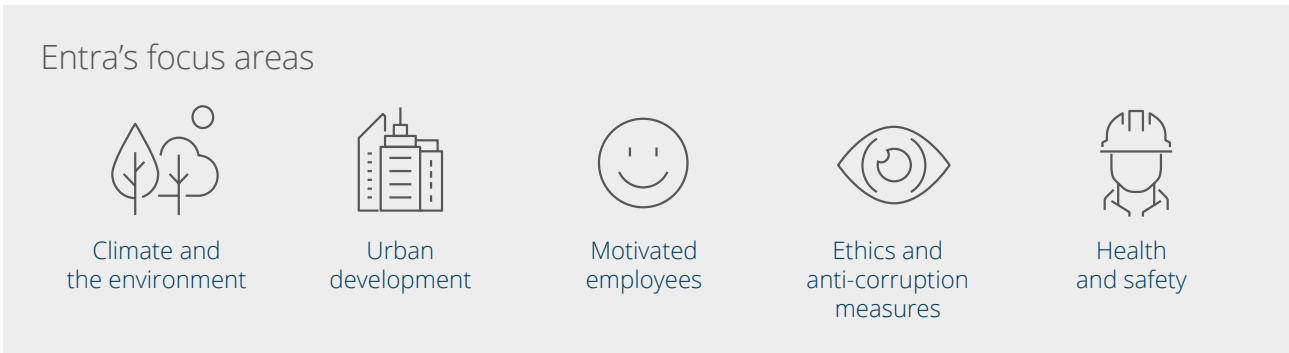 Entra’s focus areas
Climate and
the environment
Urban
development
Motivated
employees
Ethics and
anti-corruption
measures
Health
and safety